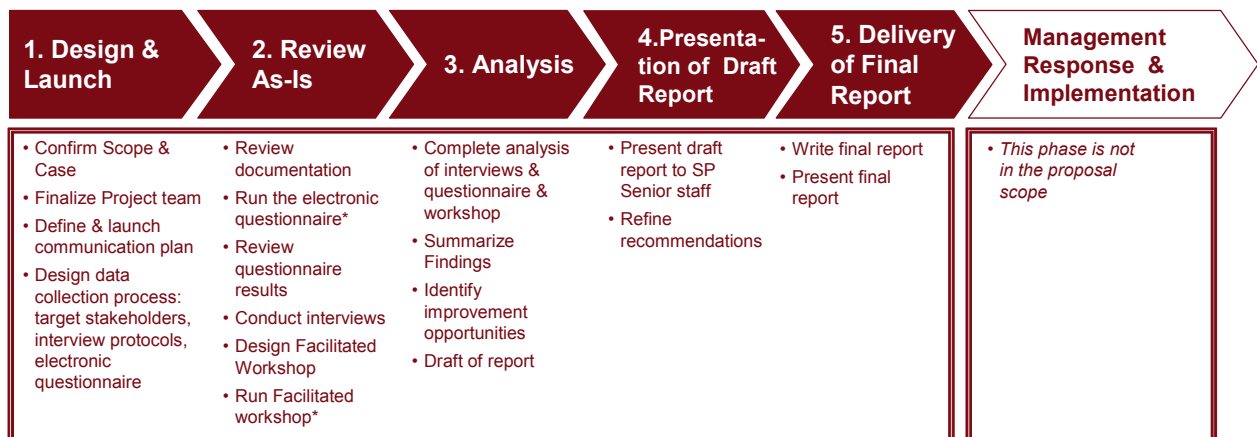 1. Design &
Launch
2. Review
As-Is
3. Analysis
4.Presenta-
tion of Draft
Report
5. Delivery
of Final
Report
Management
Response &
Implementation
• Confirm Scope &
Case
• Finalize Project team
• Define & launch
communication plan
• Design data
collection process:
target stakeholders,
interview protocols,
electronic
questionnaire
• Review
documentation
• Run the electronic
questionnaire*
• Review
questionnaire
results
• Conduct interviews
• Design Facilitated
Workshop
• Run Facilitated
workshop*
• Complete analysis
of interviews &
questionnaire &
workshop
• Summarize
Findings
• Identify
improvement
opportunities
• Draft of report
• Present draft
report to SP
Senior staff
• Refine
recommendations
• Write final report
• Present final
report
• This phase is not
in the proposal
scope